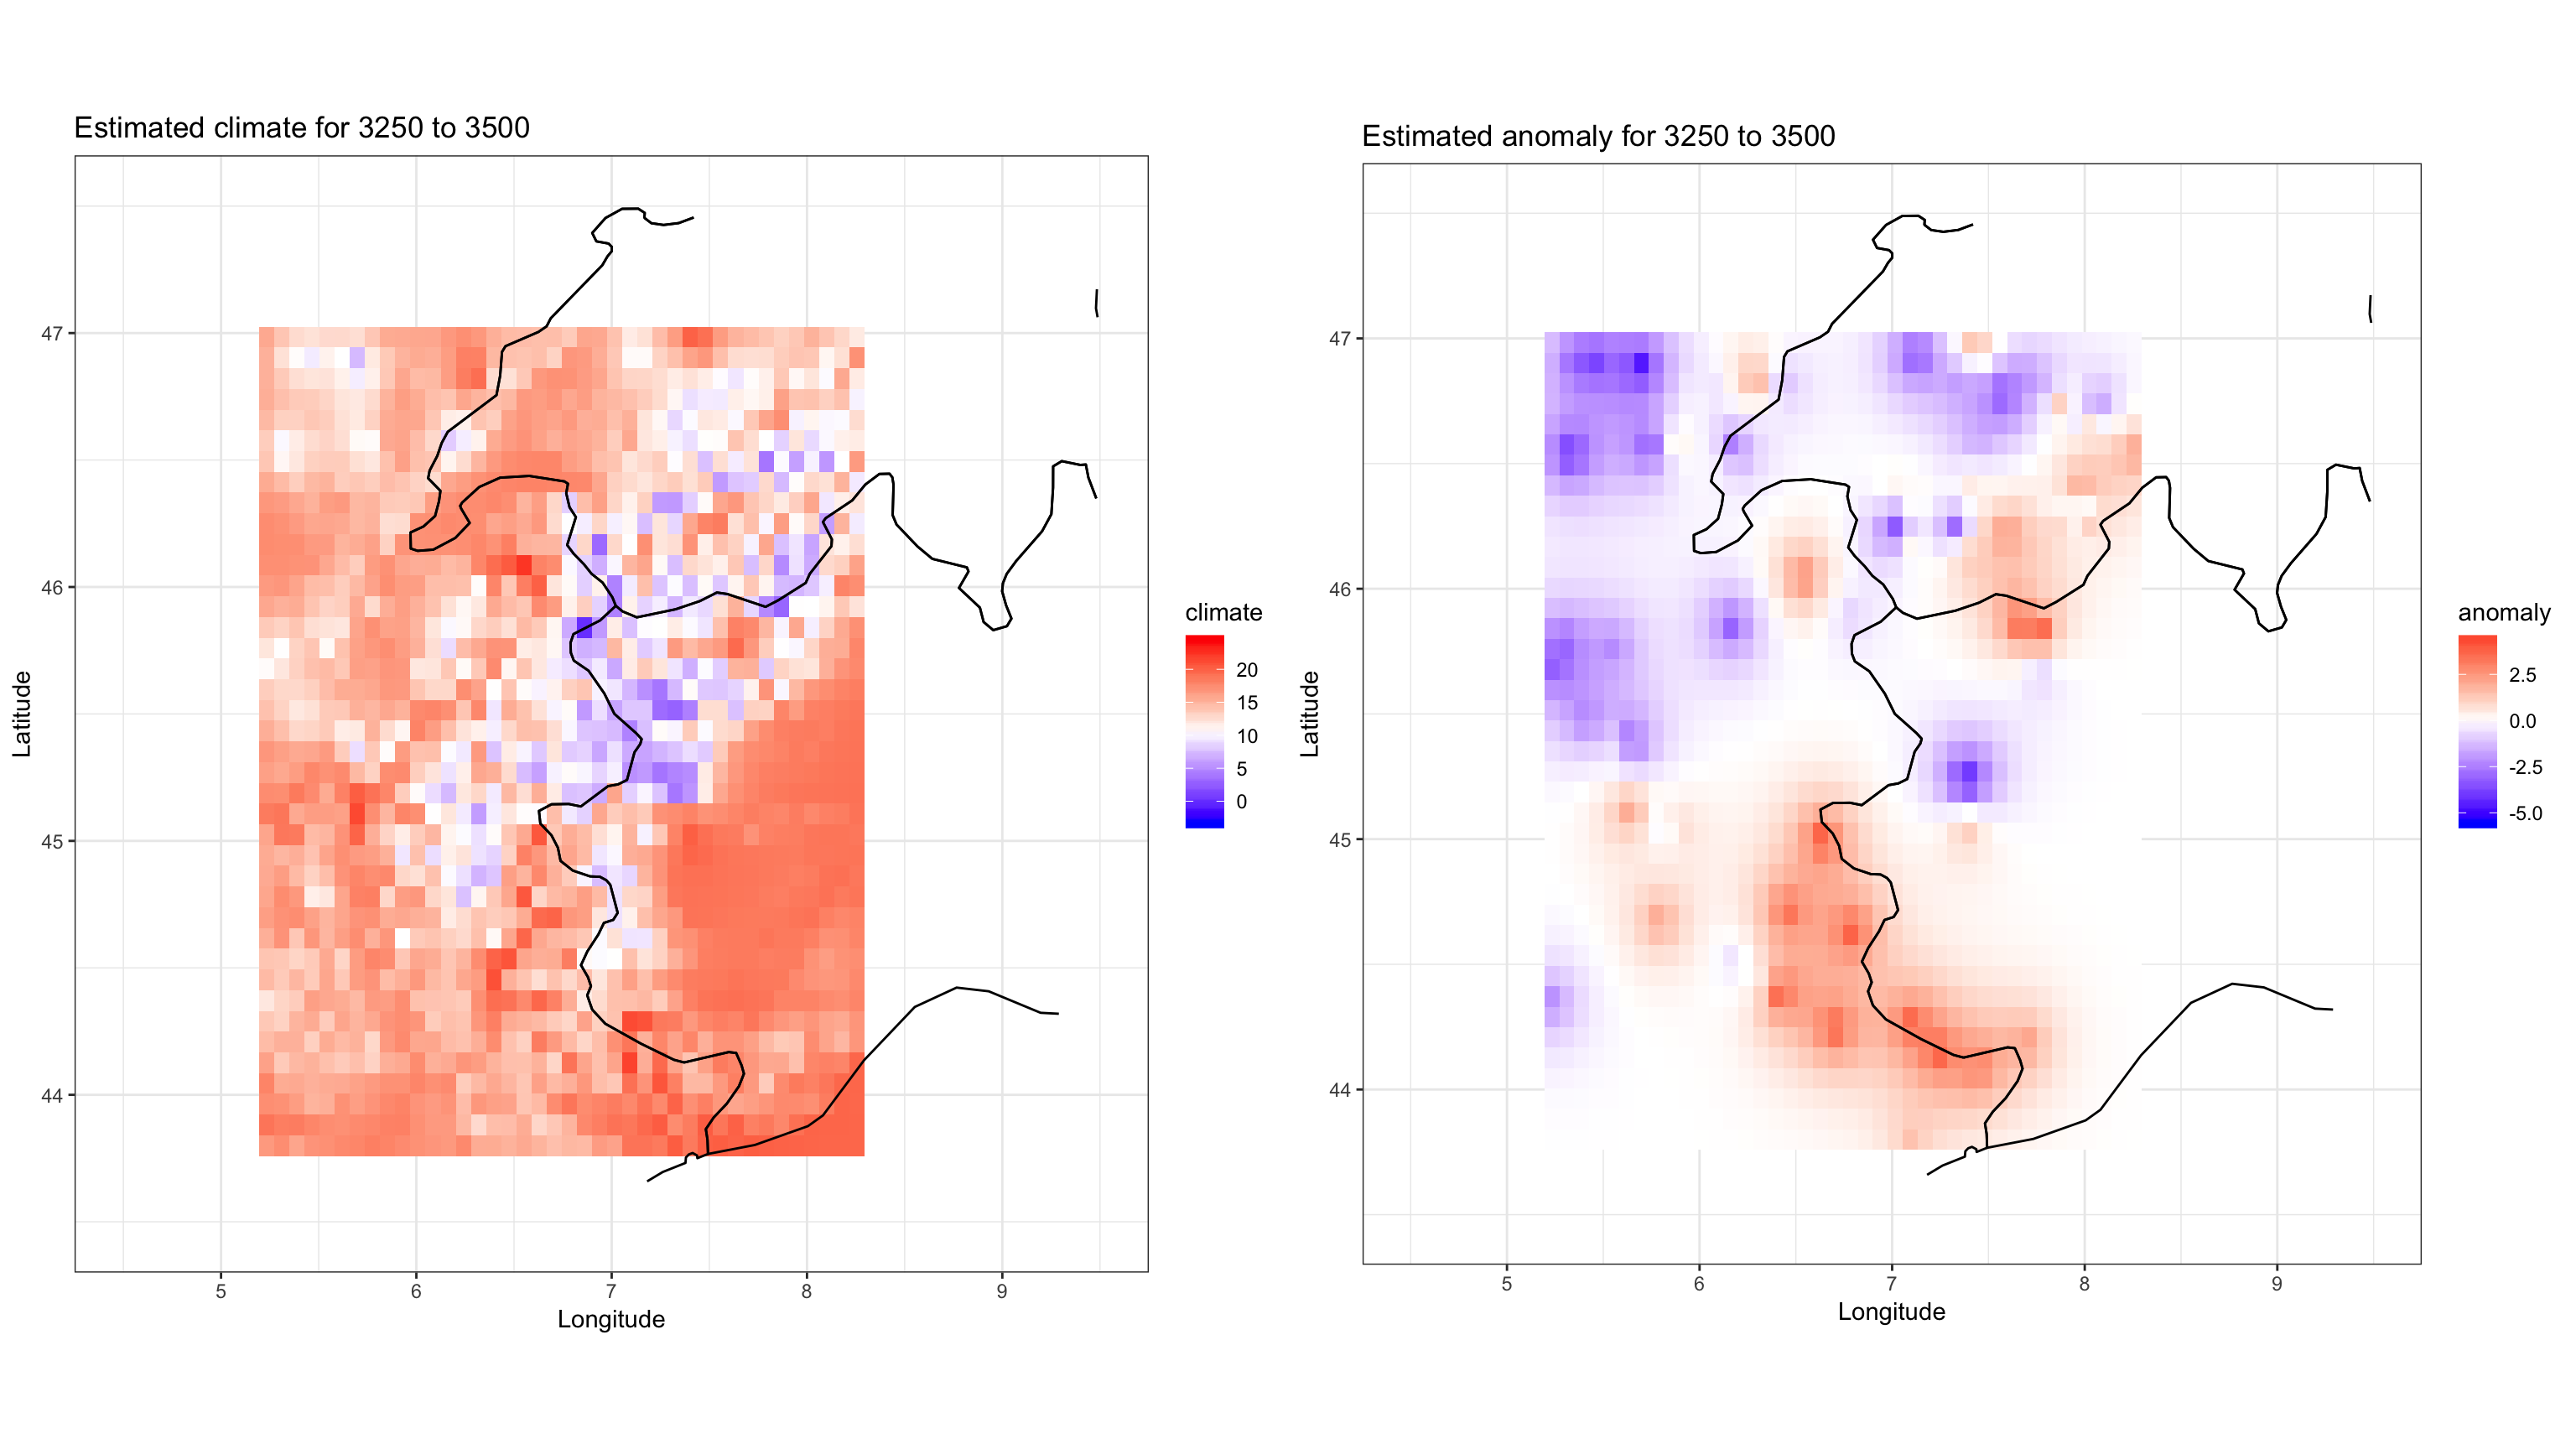 Estimated climate for 3250 to 3500
47
46
45
44
Latitude
5 6 7 8 9
Longitude
climate
20
15
10
5
0
Estimated anomaly for 3250 to 3500
47
46
45
44
Latitude
5 6 7 8 9
Longitude
anomaly
2.5
0.0
-2.5
-5.0